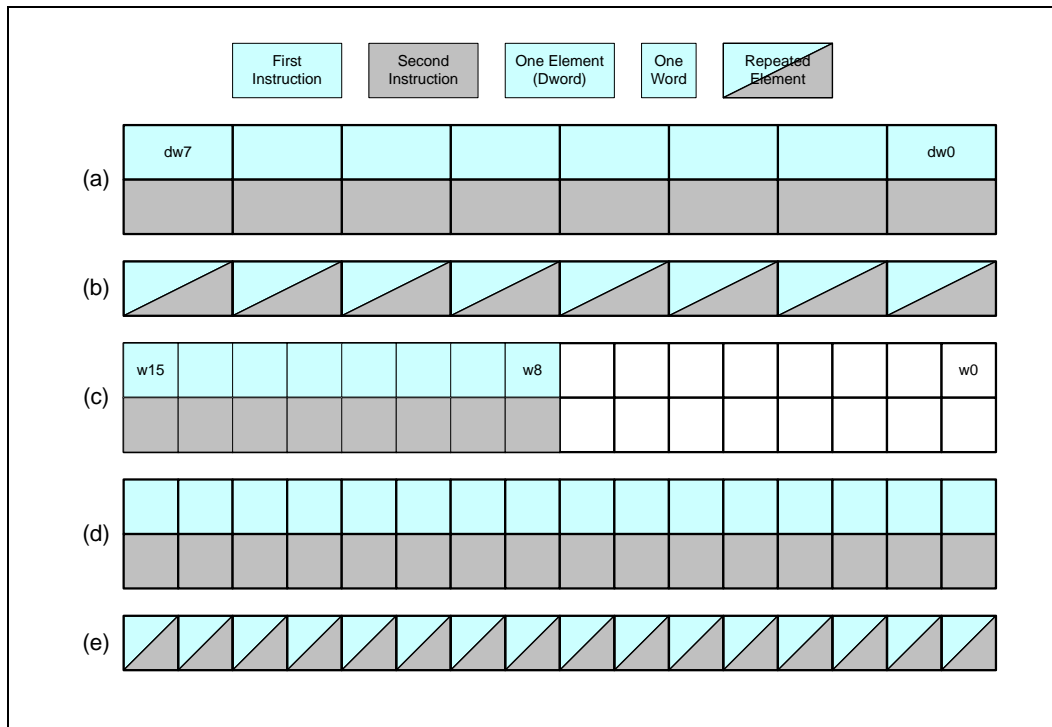 First
Instruction
Second
Instruction
One Element
(Dword)
One
Word
Repeated
Element
(a)
dw7
dw0
(b)
(c)
w15
w8
w0
(d)
(e)